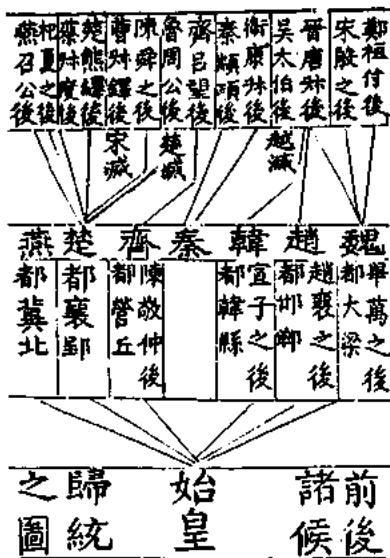 鄭桓付後
宋殷之後
晉唐叔後
吳太伯後
衛康叔後
秦顓頊後
齊呂望後
魯周公後
陳舜之後
曹叔鐸後
楚熊繹後
蔡叔度後
杞夏之後
燕召公後
越滅
楚滅
宋滅
魏
畢萬之後
都大梁
趙
趙襄之後
都邯鄲
韓
宣子之後
都韓縣
秦
齊
陳敬仲後
都營丘
楚
都襄郢
燕
都冀北
前後
諸候
始皇
歸統
之圖